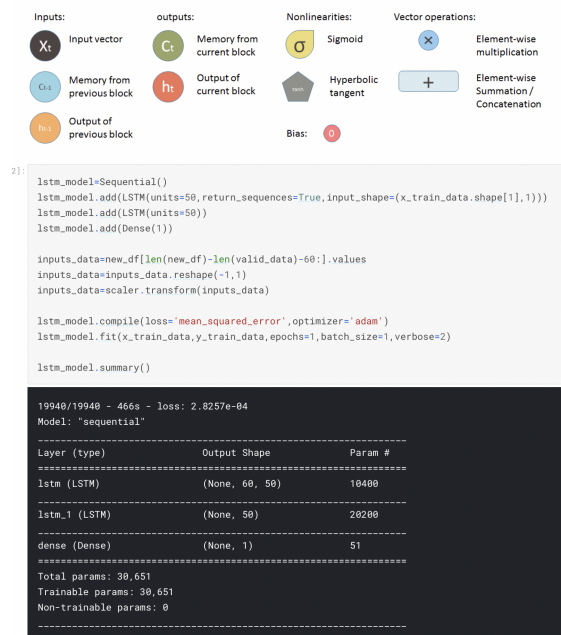 Inputs:
outputs:
Nonlinearities:
Vector operations:
Xt
Input vector
Ct
Memory from
current block
σ
Sigmoid
×
Element-wise
multiplication
Ct-1
Memory from
previous block
ht
Output of
current block
tanh
Hyperbolic
tangent
+
Element-wise
Summation /
Concatenation
ht-1
Output of
previous block
Bias:
0
2]:
lstm_model=Sequential()
lstm_model.add(LSTM(units=50,return_sequences=True,input_shape=(x_train_data.shape[1],1)))
lstm_model.add(LSTM(units=50))
lstm_model.add(Dense(1))
inputs_data=new_df[len(new_df)-len(valid_data)-60:].values
inputs_data=inputs_data.reshape(-1,1)
inputs_data=scaler.transform(inputs_data)
lstm_model.compile(loss='mean_squared_error',optimizer='adam')
lstm_model.fit(x_train_data,y_train_data,epochs=1,batch_size=1,verbose=2)
lstm_model.summary()
19940/19940 - 466s - loss: 2.8257e-04
Model: "sequential"
_________________________________________________________________
Layer (type) Output Shape Param #
=================================================================
lstm (LSTM) (None, 60, 50) 10400
_________________________________________________________________
lstm_1 (LSTM) (None, 50) 20200
_________________________________________________________________
dense (Dense) (None, 1) 51
=================================================================
Total params: 30,651
Trainable params: 30,651
Non-trainable params: 0
_________________________________________________________________